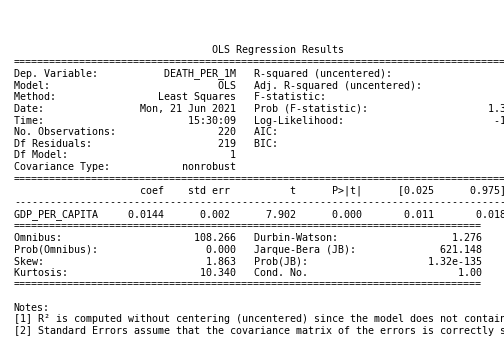 OLS Regression Results
==============================================================================
Dep. Variable: DEATH_PER_1M R-squared (uncentered):
Model: OLS Adj. R-squared (uncentered):
Method: Least Squares F-statistic:
Date: Mon, 21 Jun 2021 Prob (F-statistic): 1.3
Time: 15:30:09 Log-Likelihood: -1
No. Observations: 220 AIC:
Df Residuals: 219 BIC:
Df Model: 1
Covariance Type: nonrobust
==============================================================================
coef std err t P>|t| [0.025 0.975]
------------------------------------------------------------------------------
GDP_PER_CAPITA 0.0144 0.002 7.902 0.000 0.011 0.018
==============================================================================
Omnibus: 108.266 Durbin-Watson: 1.276
Prob(Omnibus): 0.000 Jarque-Bera (JB): 621.148
Skew: 1.863 Prob(JB): 1.32e-135
Kurtosis: 10.340 Cond. No. 1.00
==============================================================================
Notes:
[1] R² is computed without centering (uncentered) since the model does not contain
[2] Standard Errors assume that the covariance matrix of the errors is correctly s